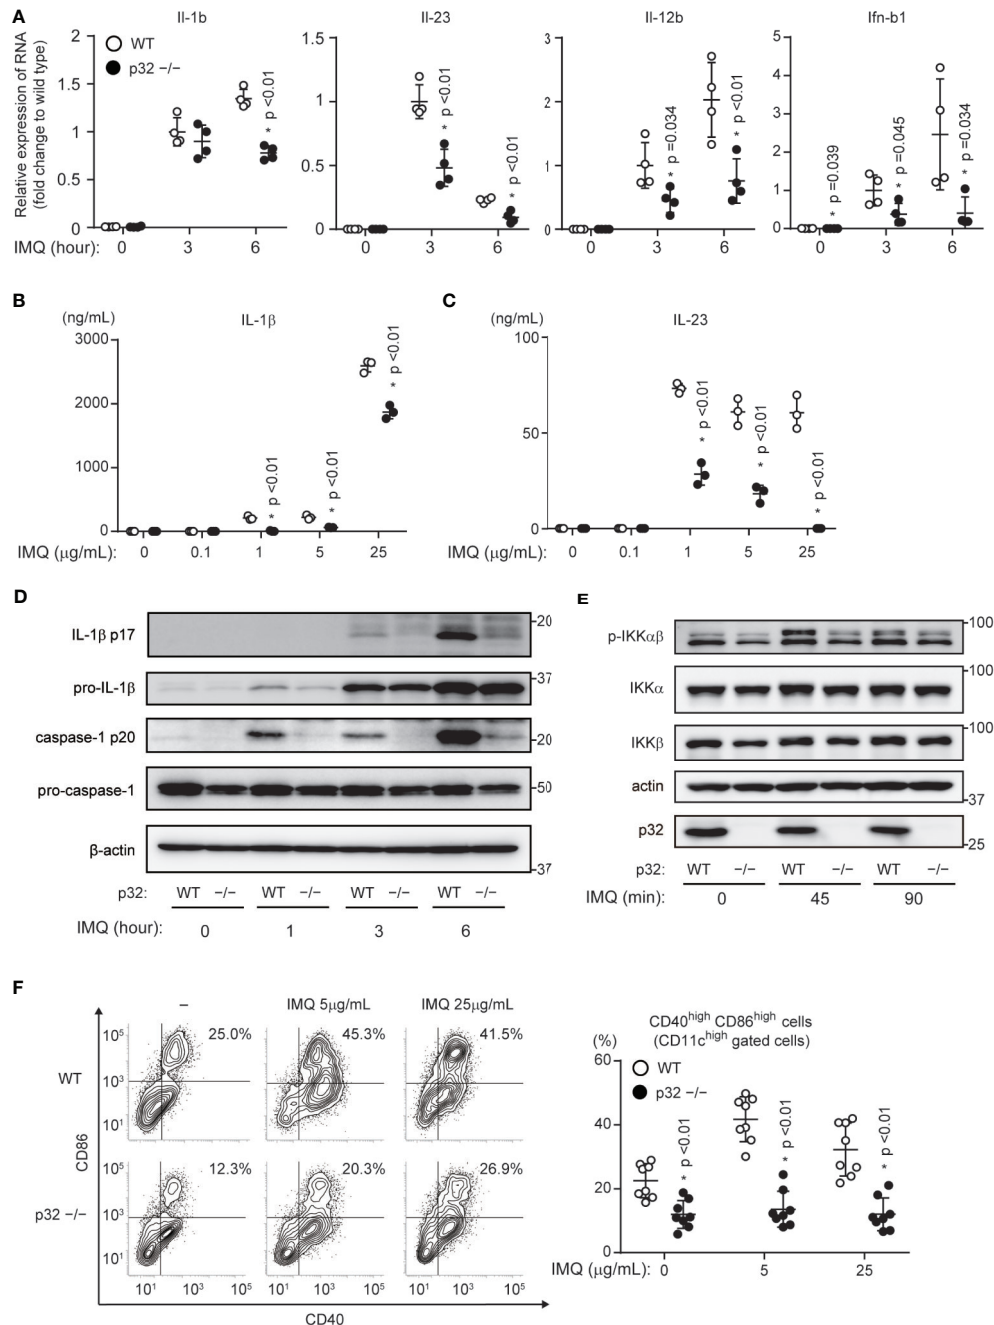 A
Il-1b
Il-23
Il-12b
Ifn-b1
Relative expression of RNA
(fold change to wild type)
2
1.5
1
0.5
0
WT
p32 −/−
* p <0.01
1.5
1
0.5
0
* p <0.01
* p <0.01
3
2
1
0
* p =0.034
* p <0.01
5
4
3
2
1
0
* p =0.039
* p =0.045
* p =0.034
IMQ (hour):
0
3
6
0
3
6
0
3
6
0
3
6
B
(ng/mL)
IL-1β
3000
2000
1000
0
* p <0.01
* p <0.01
* p <0.01
IMQ (μg/mL):
0
0.1
1
5
25
C
(ng/mL)
IL-23
100
50
0
* p <0.01
* p <0.01
* p <0.01
IMQ (μg/mL):
0
0.1
1
5
25
D
IL-1β p17
20
pro-IL-1β
37
caspase-1 p20
20
pro-caspase-1
50
β-actin
37
p32:
WT
−/−
WT
−/−
WT
−/−
WT
−/−
IMQ (hour):
0
1
3
6
E
p-IKKαβ
100
IKKα
100
IKKβ
100
actin
37
p32
25
p32:
WT
−/−
WT
−/−
WT
−/−
IMQ (min):
0
45
90
F
−
IMQ 5μg/mL
IMQ 25μg/mL
WT
10⁵
10³
10¹
25.0%
45.3%
41.5%
CD86
p32 −/−
10⁵
10³
10¹
12.3%
20.3%
26.9%
10¹
10³
10⁵
10¹
10³
10⁵
10¹
10³
10⁵
CD40
CD40ʰⁱᵍʰ CD86ʰⁱᵍʰ cells
(CD11cʰⁱᵍʰ gated cells)
(%)
60
40
20
0
WT
p32 −/−
* p <0.01
* p <0.01
* p <0.01
IMQ (μg/mL):
0
5
25